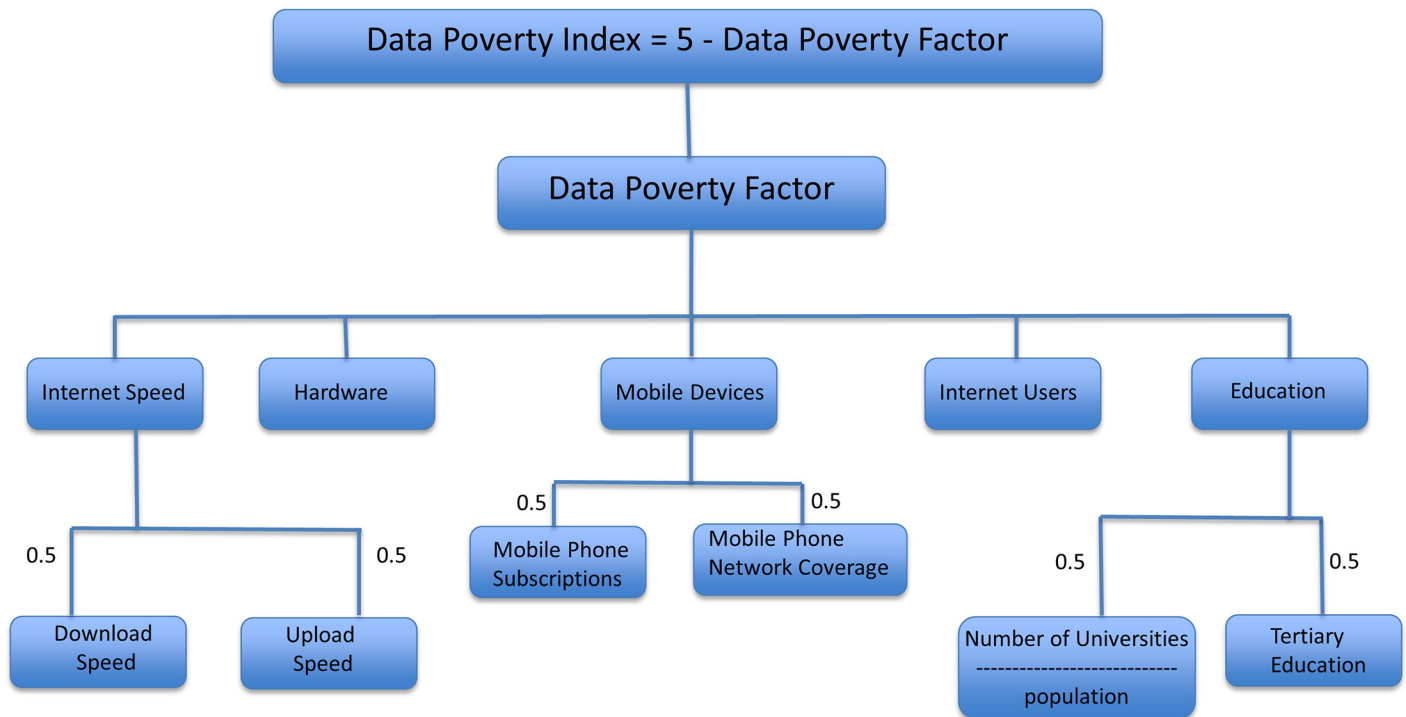 Data Poverty Index = 5 - Data Poverty Factor
Data Poverty Factor
Internet Speed
Hardware
Mobile Devices
Internet Users
Education
0.5
0.5
0.5
0.5
0.5
0.5
Download
Speed
Upload
Speed
Mobile Phone
Subscriptions
Mobile Phone
Network Coverage
Number of Universities
----------------------------
population
Tertiary
Education